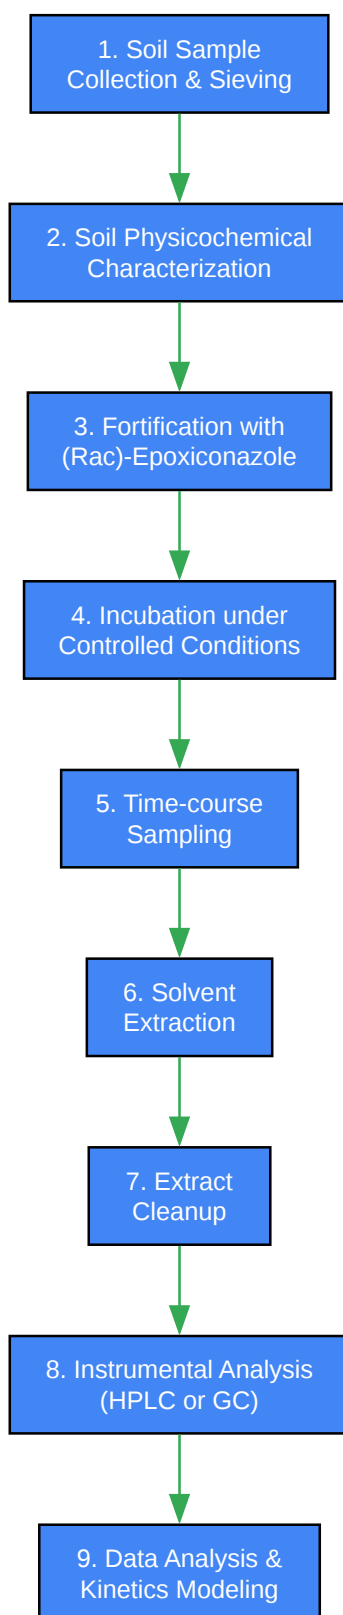 1. Soil Sample
Collection & Sieving
2. Soil Physicochemical
Characterization
3. Fortification with
(Rac)-Epoxiconazole
4. Incubation under
Controlled Conditions
5. Time-course
Sampling
6. Solvent
Extraction
7. Extract
Cleanup
8. Instrumental Analysis
(HPLC or GC)
9. Data Analysis &
Kinetics Modeling